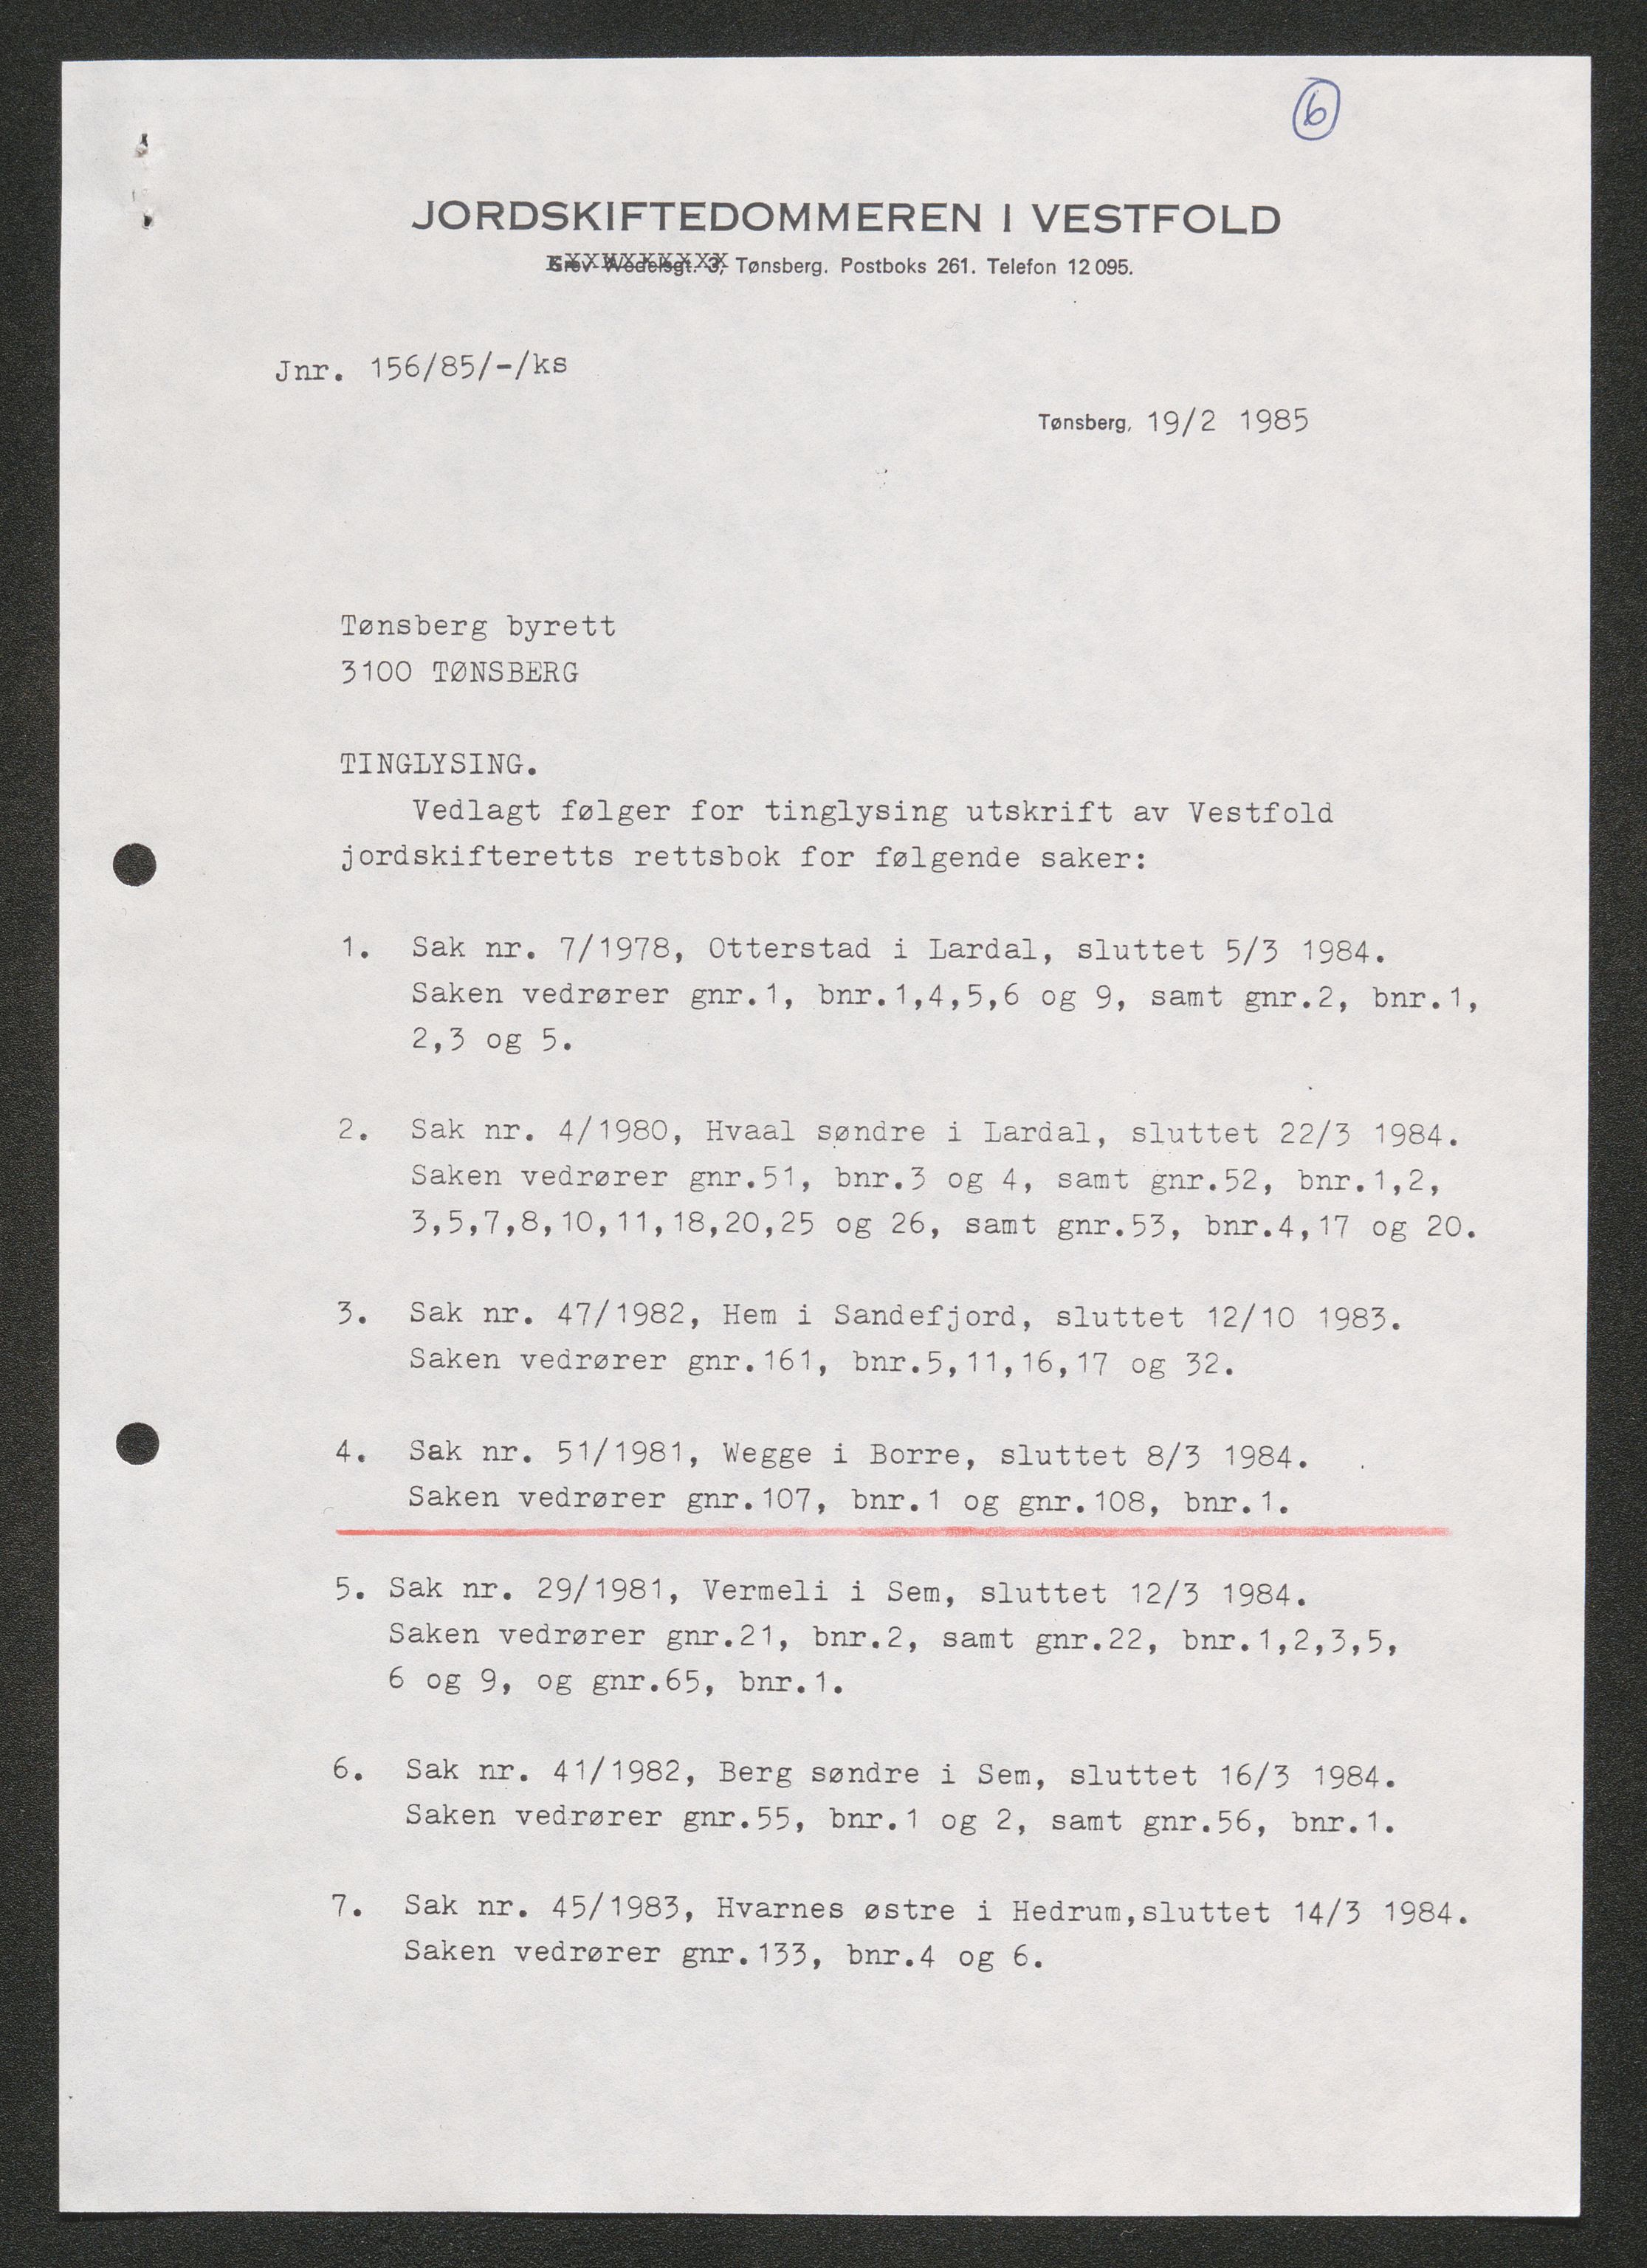 6
JORDSKIFTEDOMMEREN I VESTFOLD
Grev Wedelsgt. 3, Tønsberg. Postboks 261. Telefon 12 095.
Jnr. 156/85/-/ks
Tønsberg, 19/2 1985
Tønsberg byrett
3100 TØNSBERG
TINGLYSING.
Vedlagt følger for tinglysing utskrift av Vestfold
jordskifteretts rettsbok for følgende saker:
1. Sak nr. 7/1978, Otterstad i Lardal, sluttet 5/3 1984.
Saken vedrører gnr.1, bnr.1,4,5,6 og 9, samt gnr.2, bnr.1,
2,3 og 5.
2. Sak nr. 4/1980, Hvaal søndre i Lardal, sluttet 22/3 1984.
Saken vedrører gnr.51, bnr.3 og 4, samt gnr.52, bnr.1,2,
3,5,7,8,10,11,18,20,25 og 26, samt gnr.53, bnr.4,17 og 20.
3. Sak nr. 47/1982, Hem i Sandefjord, sluttet 12/10 1983.
Saken vedrører gnr.161, bnr.5,11,16,17 og 32.
4. Sak nr. 51/1981, Wegge i Borre, sluttet 8/3 1984.
Saken vedrører gnr.107, bnr.1 og gnr.108, bnr.1.
5. Sak nr. 29/1981, Vermeli i Sem, sluttet 12/3 1984.
Saken vedrører gnr.21, bnr.2, samt gnr.22, bnr.1,2,3,5,
6 og 9, og gnr.65, bnr.1.
6. Sak nr. 41/1982, Berg søndre i Sem, sluttet 16/3 1984.
Saken vedrører gnr.55, bnr.1 og 2, samt gnr.56, bnr.1.
7. Sak nr. 45/1983, Hvarnes østre i Hedrum,sluttet 14/3 1984.
Saken vedrører gnr.133, bnr.4 og 6.